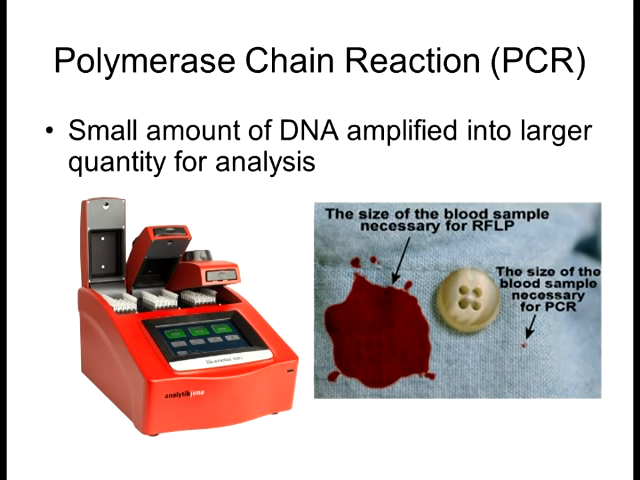 Polymerase Chain Reaction (PCR)
• Small amount of DNA amplified into larger
quantity for analysis
The size of the blood sample
necessary for RFLP
The size of the
blood sample
necessary
for PCR
analytikjena